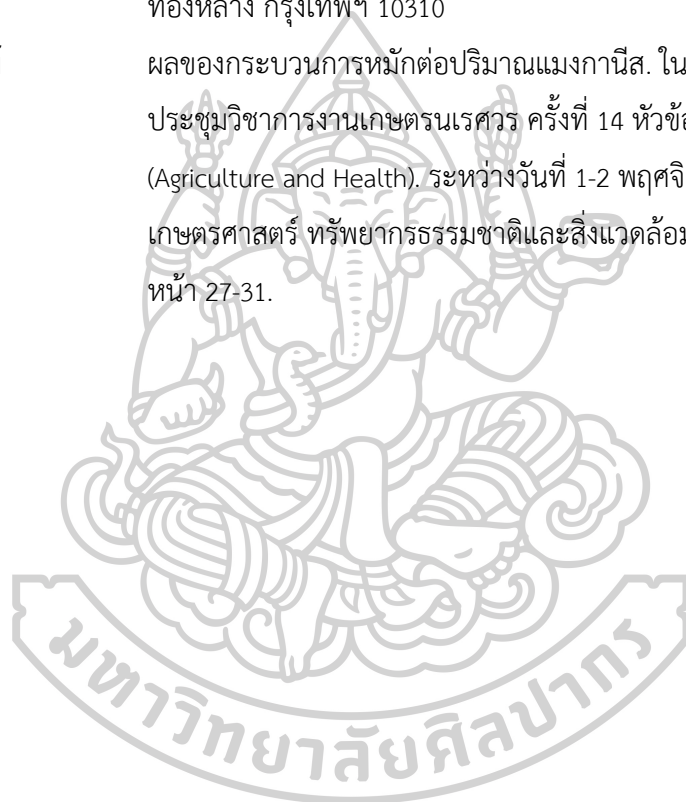 ทองหลาง กรุงเทพฯ 10310
ผลของกระบวนการหมักต่อปริมาณแมงกานีส. ใน
ประชุมวิชาการงานเกษตรนเรศวร ครั้งที่ 14 หัวข้อ
(Agriculture and Health). ระหว่างวันที่ 1-2 พฤศจิ
เกษตรศาสตร์ ทรัพยากรธรรมชาติและสิ่งแวดล้อม
หน้า 27-31.
มหาวิทยาลัยศิลปากร